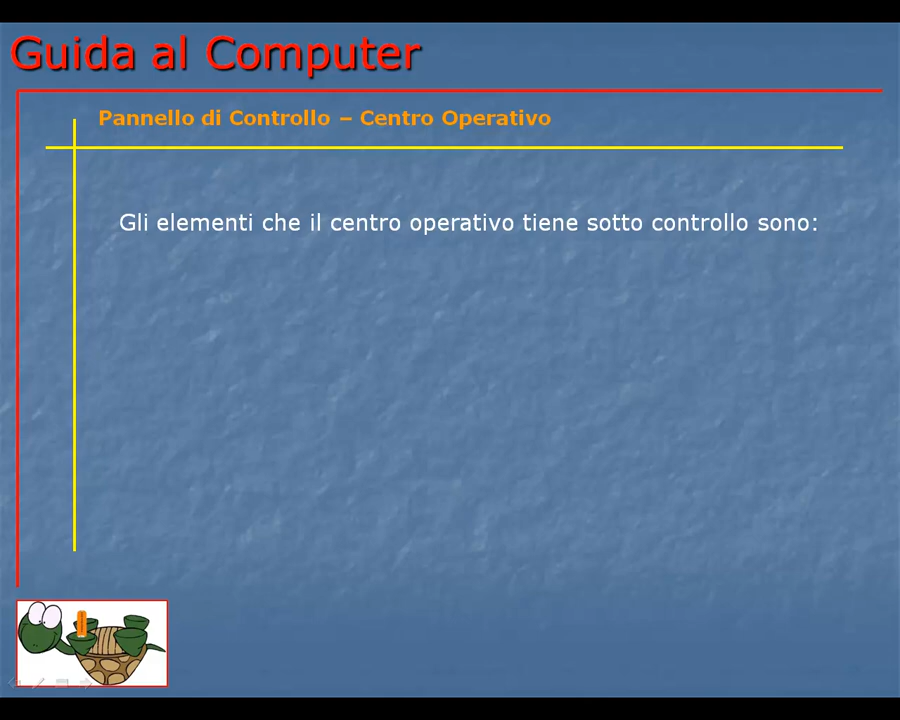 Guida al Computer
Pannello di Controllo – Centro Operativo
Gli elementi che il centro operativo tiene sotto controllo sono: